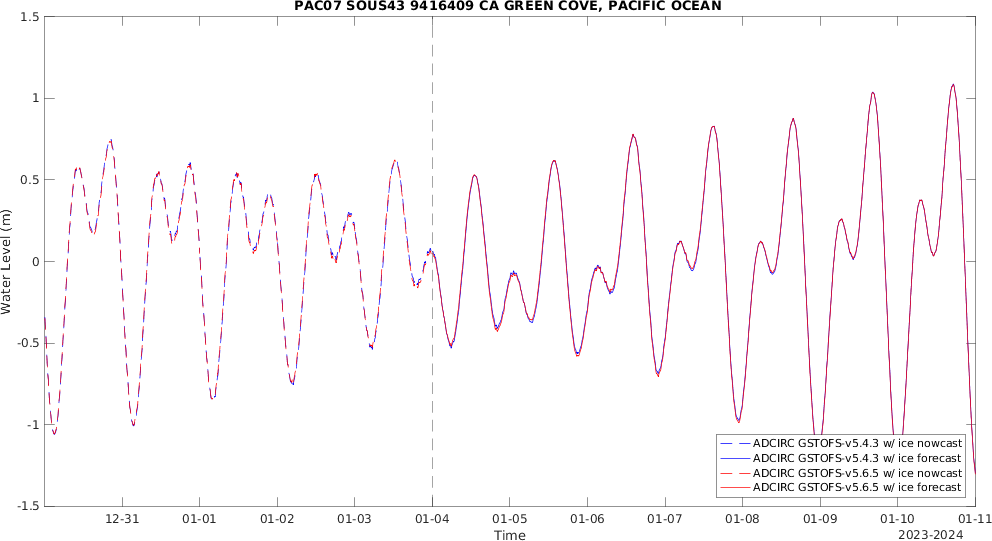 PAC07 SOUS43 9416409 CA GREEN COVE, PACIFIC OCEAN
1.5
1
0.5
0
-0.5
-1
-1.5
Water Level (m)
12-31
01-01
01-02
01-03
01-04
01-05
01-06
01-07
01-08
01-09
01-10
01-11
Time
2023-2024
ADCIRC GSTOFS-v5.4.3 w/ ice nowcast
ADCIRC GSTOFS-v5.4.3 w/ ice forecast
ADCIRC GSTOFS-v5.6.5 w/ ice nowcast
ADCIRC GSTOFS-v5.6.5 w/ ice forecast